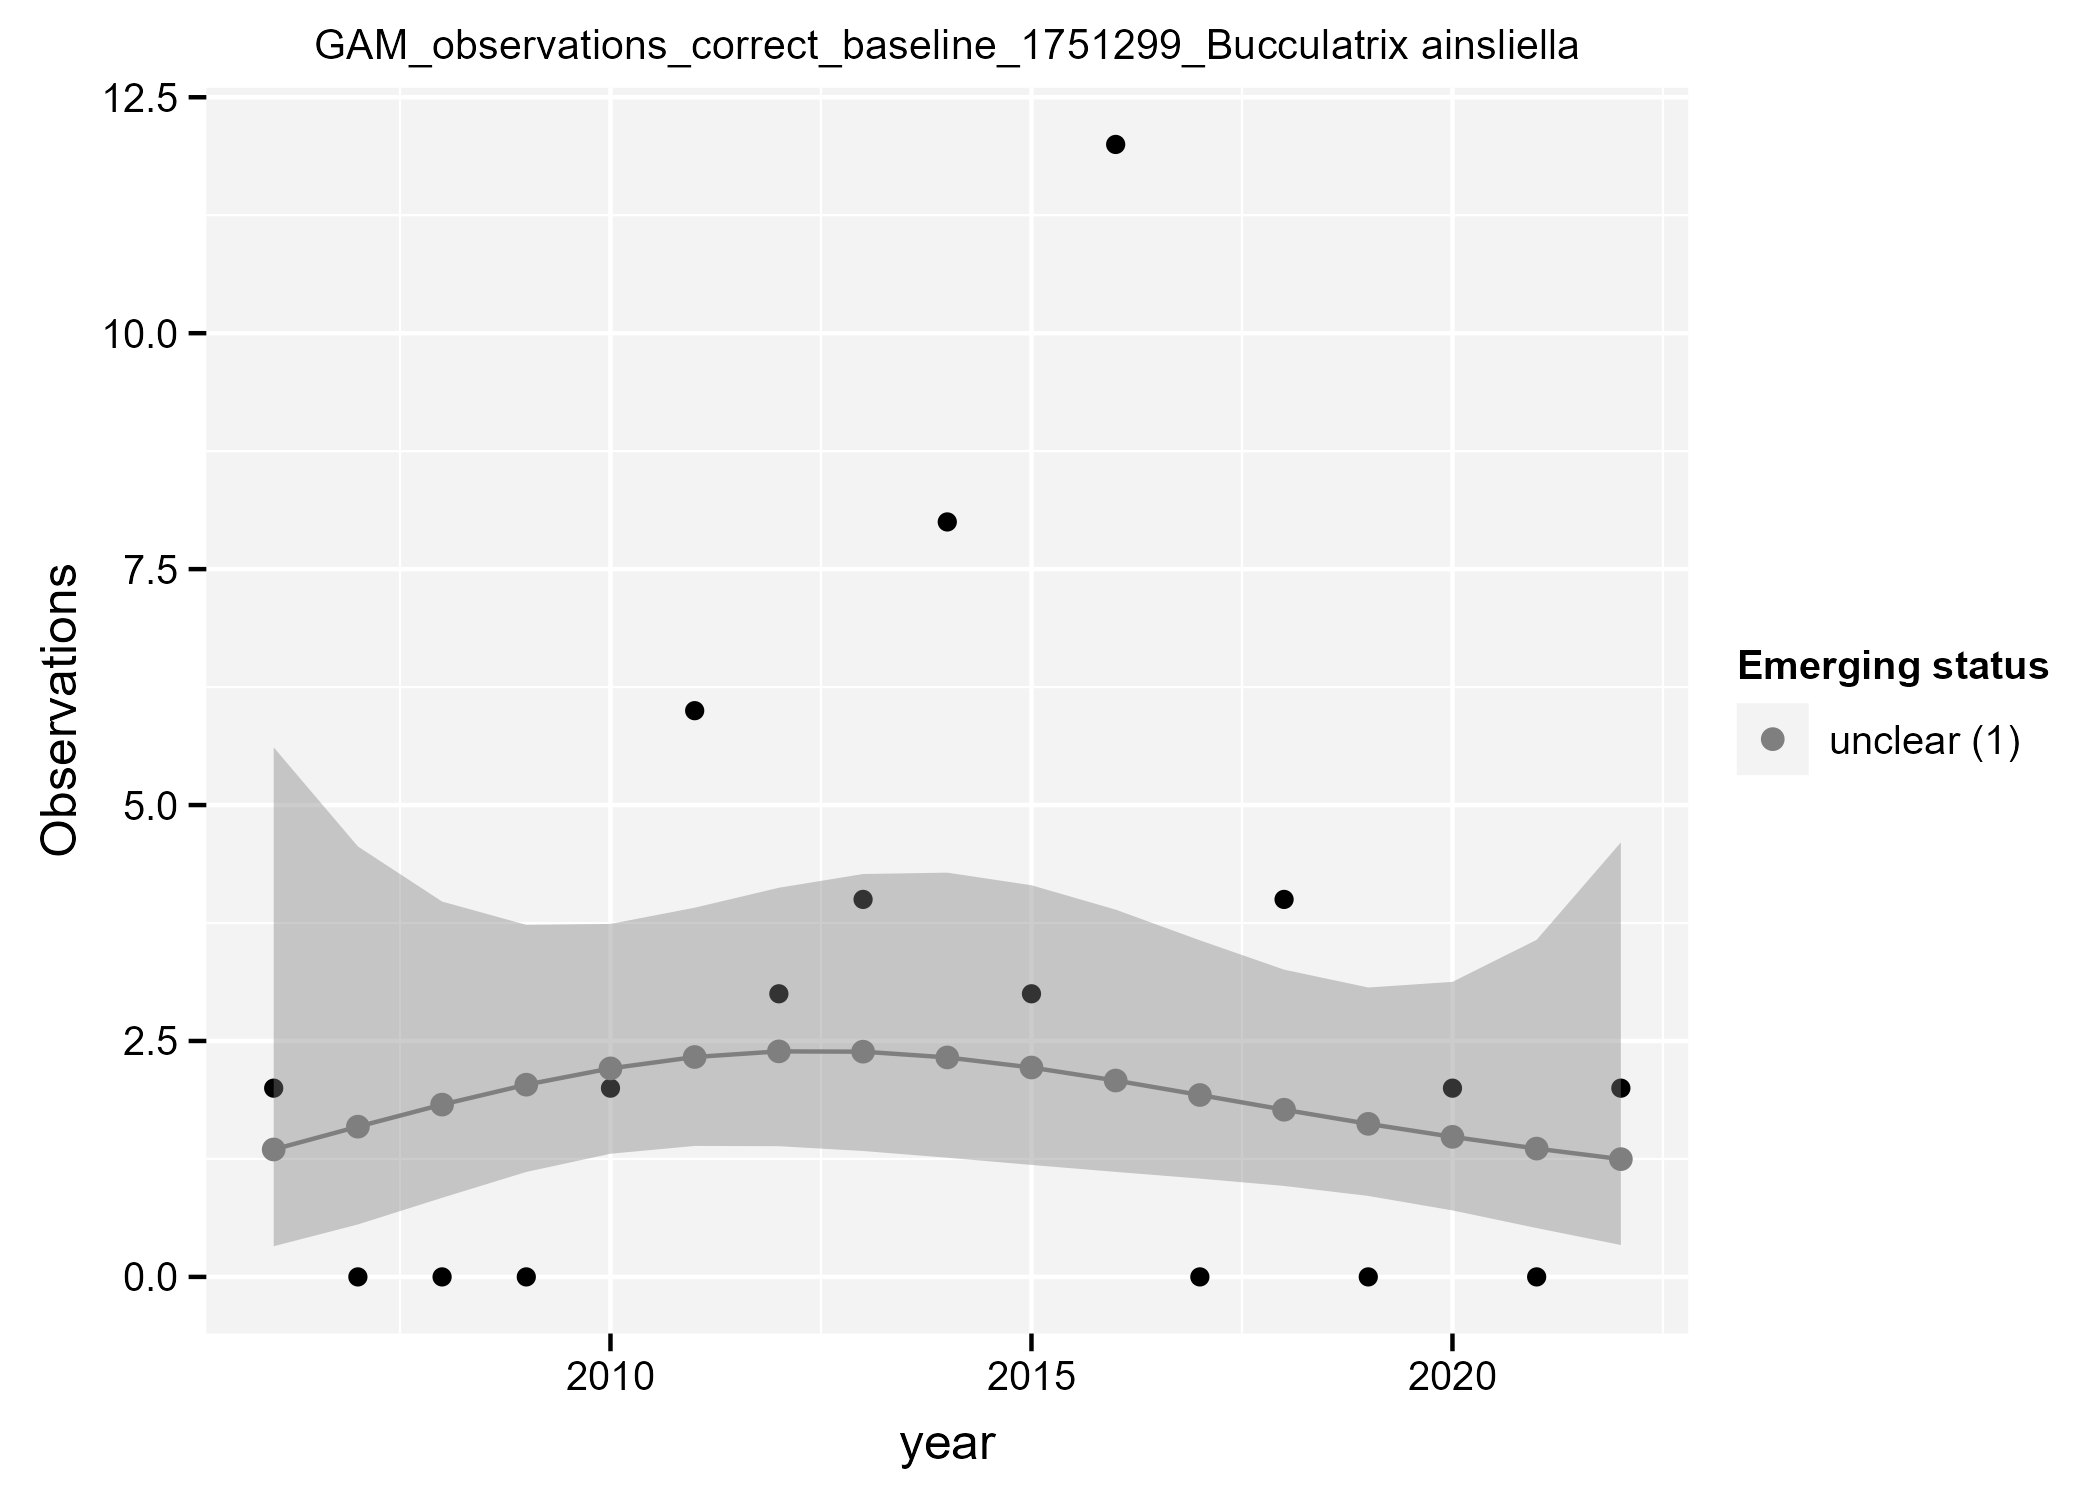 GAM_observations_correct_baseline_1751299_Bucculatrix ainsliella
12.5
10.0
7.5
5.0
2.5
0.0
Observations
2010
2015
2020
year
Emerging status
unclear (1)